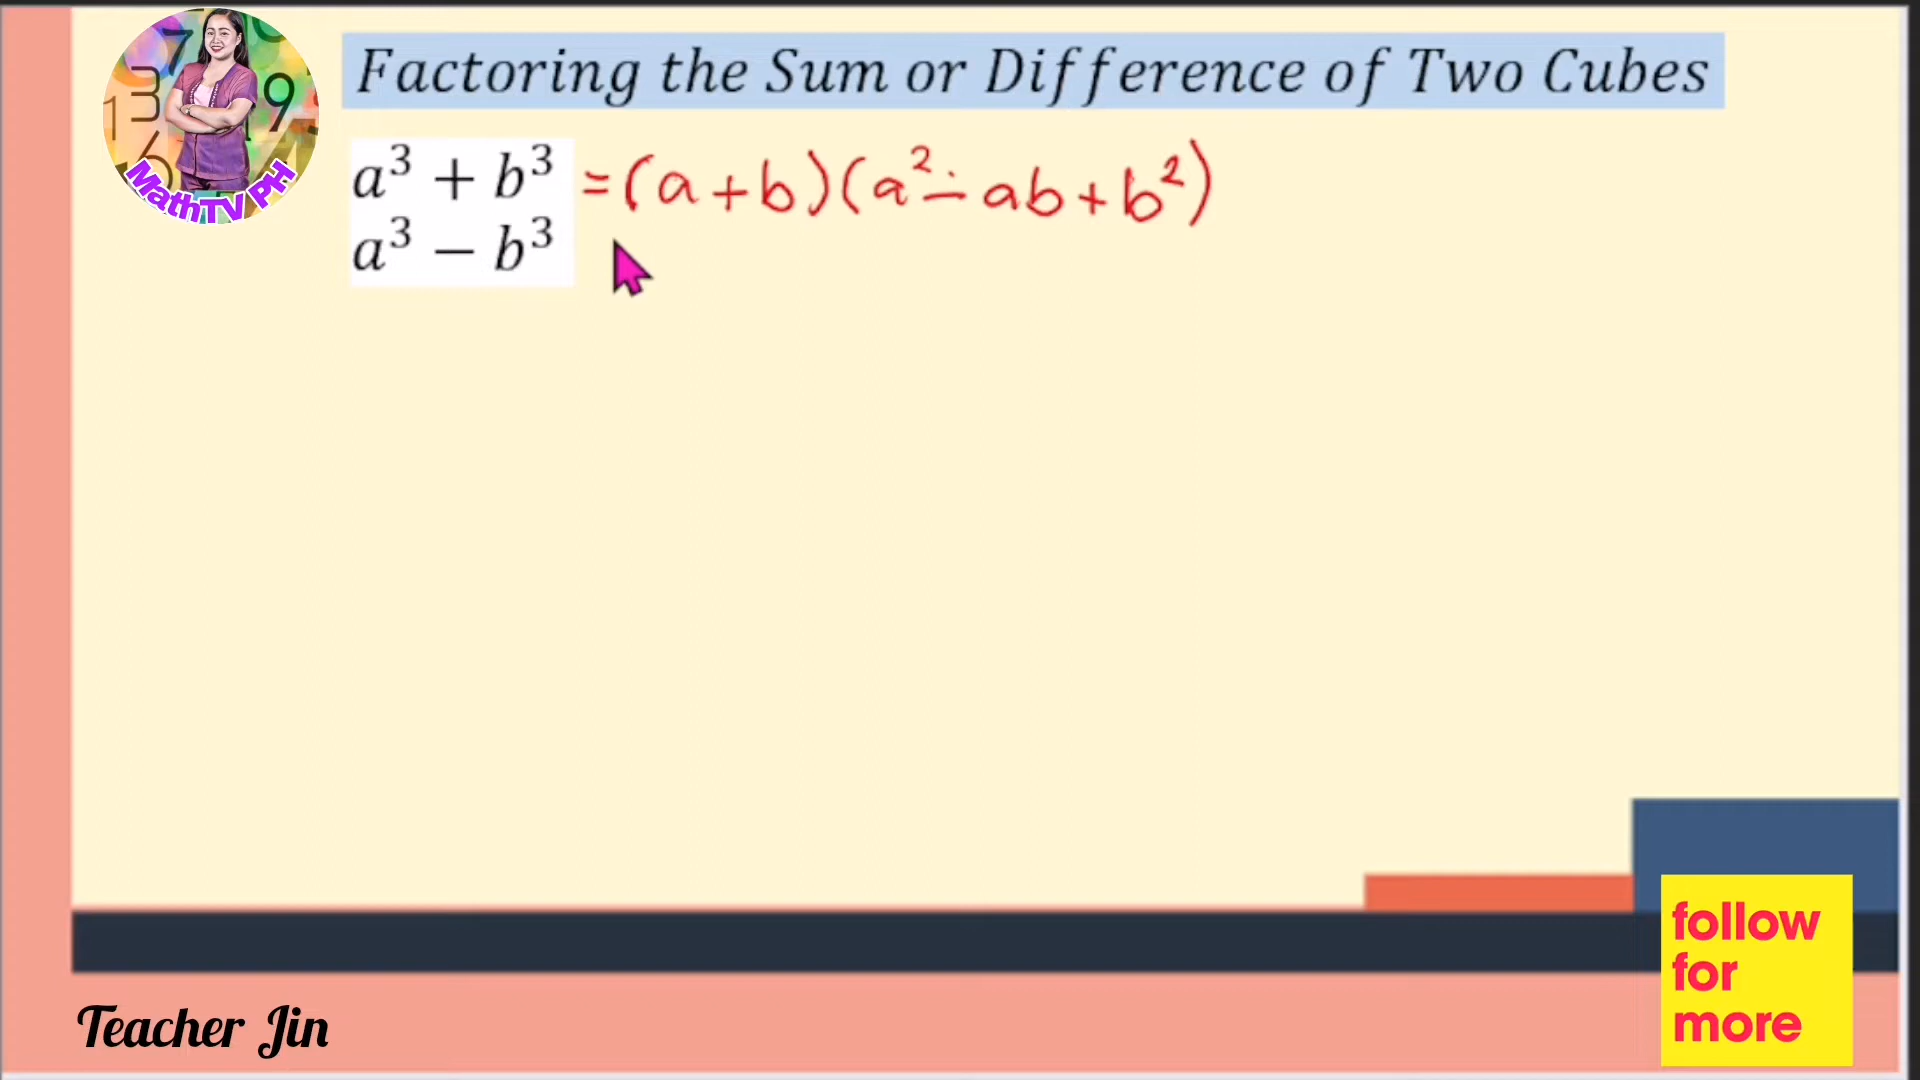 Factoring the Sum or Difference of Two Cubes
a³ + b³ = (a + b)(a² - ab + b²)
a³ − b³
MathTV PH
Teacher Jin
follow
for
more